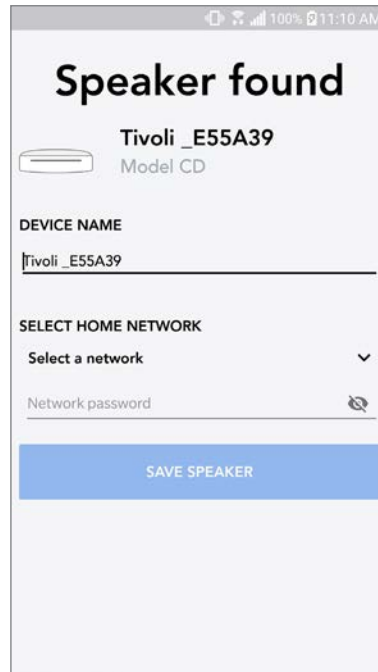 100% 11:10 AM
Speaker found
Tivoli _E55A39
Model CD
DEVICE NAME
Tivoli _E55A39
SELECT HOME NETWORK
Select a network
Network password
SAVE SPEAKER